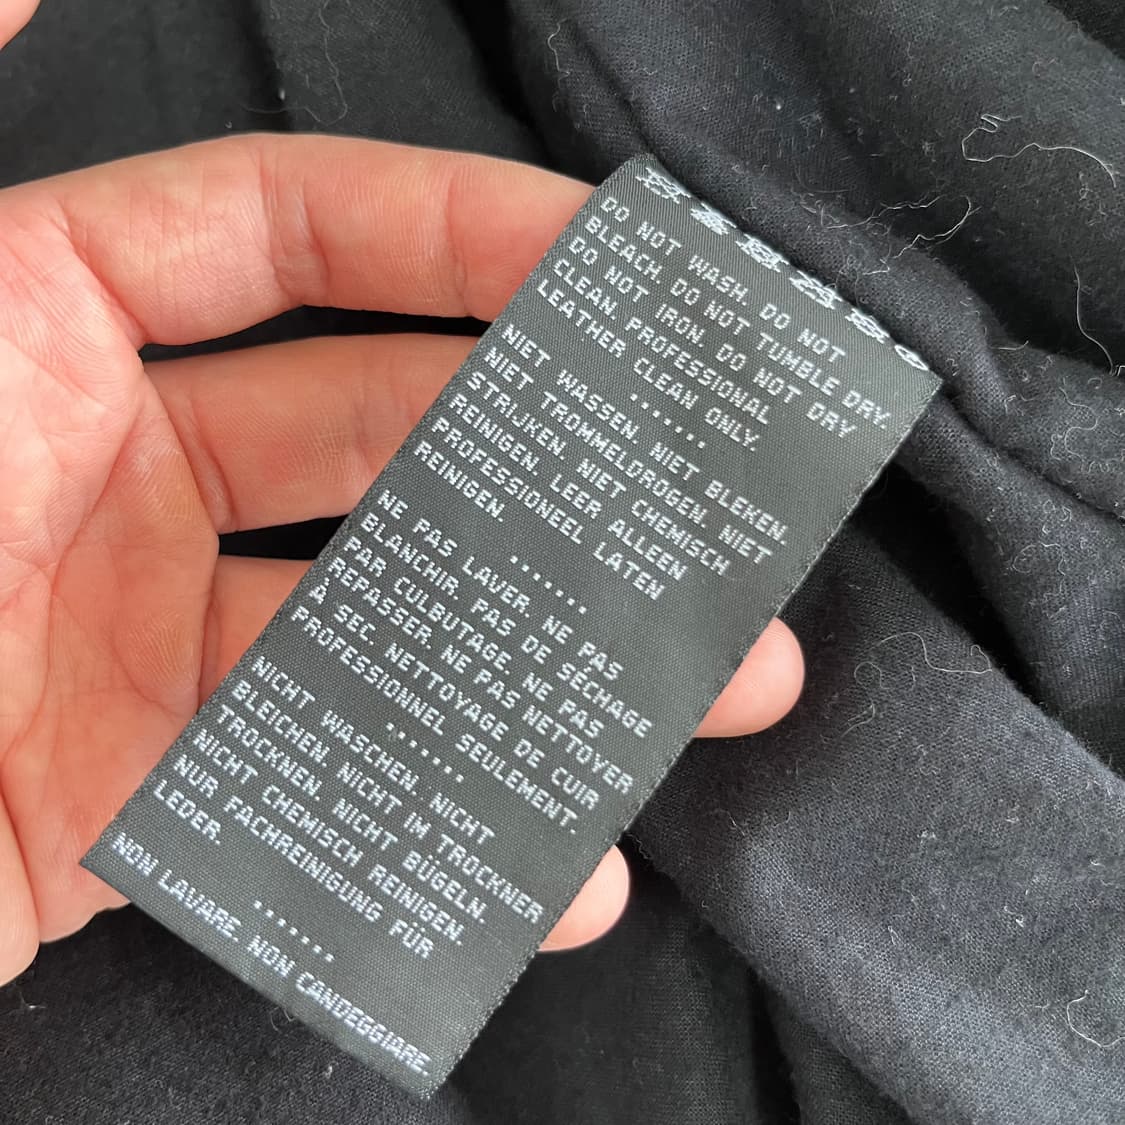 DO NOT WASH. DO NOT
BLEACH. DO NOT TUMBLE DRY.
DO NOT IRON. DO NOT DRY
CLEAN. PROFESSIONAL
LEATHER CLEAN ONLY.
.......
NIET WASSEN. NIET BLEKEN.
NIET TROMMELDROGEN. NIET
STRIJKEN. NIET CHEMISCH
REINIGEN. LEER ALLEEN
PROFESSIONEEL LATEN
REINIGEN.
.......
NE PAS LAVER. NE PAS
BLANCHIR. PAS DE SÉCHAGE
PAR CULBUTAGE. NE PAS
REPASSER. NE PAS NETTOYER
À SEC. NETTOYAGE DE CUIR
PROFESSIONNEL SEULEMENT.
.......
NICHT WASCHEN. NICHT
BLEICHEN. NICHT IM TROCKNER
TROCKNEN. NICHT BÜGELN.
NICHT CHEMISCH REINIGEN.
NUR FACHREINIGUNG FÜR
LEDER.
.......
NON LAVARE. NON CANDEGGIARE.